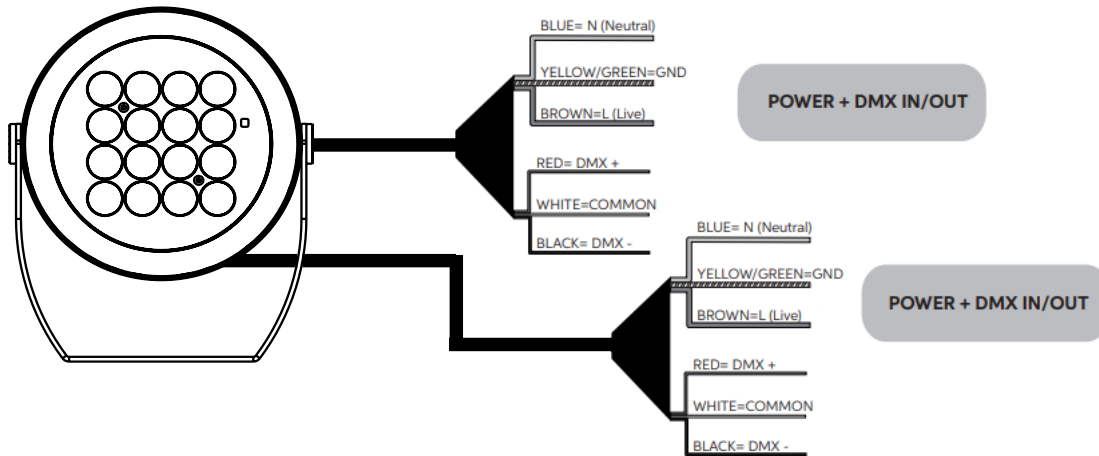 BLUE= N (Neutral)
YELLOW/GREEN=GND
BROWN=L (Live)
POWER + DMX IN/OUT
RED= DMX +
WHITE=COMMON
BLACK= DMX -
BLUE= N (Neutral)
YELLOW/GREEN=GND
BROWN=L (Live)
POWER + DMX IN/OUT
RED= DMX +
WHITE=COMMON
BLACK= DMX -